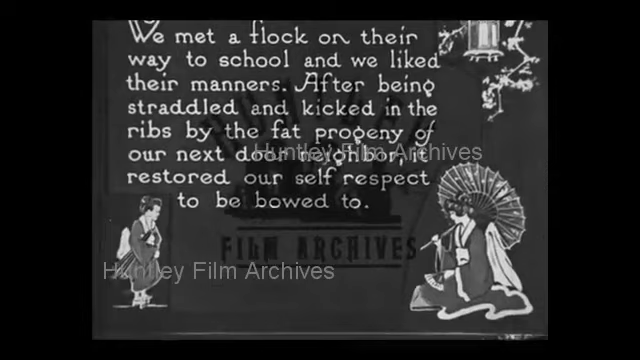 We met a flock on their
way to school and we liked
their manners. After being
straddled and kicked in the
ribs by the fat progeny of
our next door neighbor, it
restored our self respect
to be bowed to.
Huntley Film Archives
FILM ARCHIVES
Huntley Film Archives